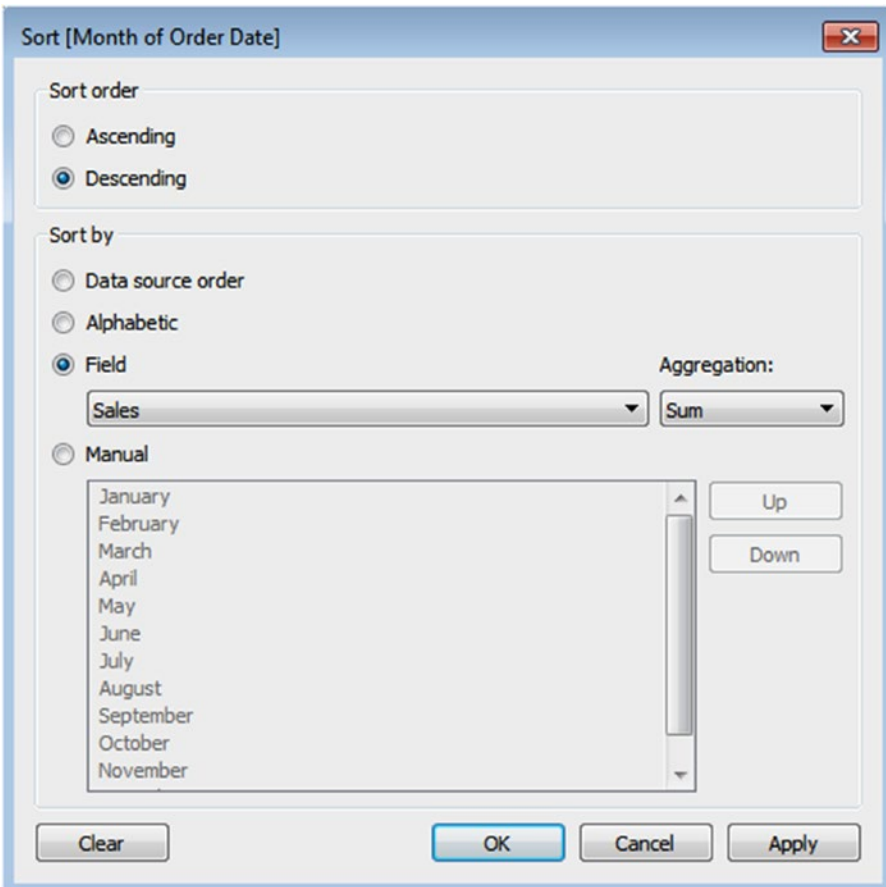 Sort [Month of Order Date]
Sort order
Ascending
Descending
Sort by
Data source order
Alphabetic
Field
Aggregation:
Sales
Sum
Manual
January
February
March
April
May
June
July
August
September
October
November
Up
Down
Clear
OK
Cancel
Apply